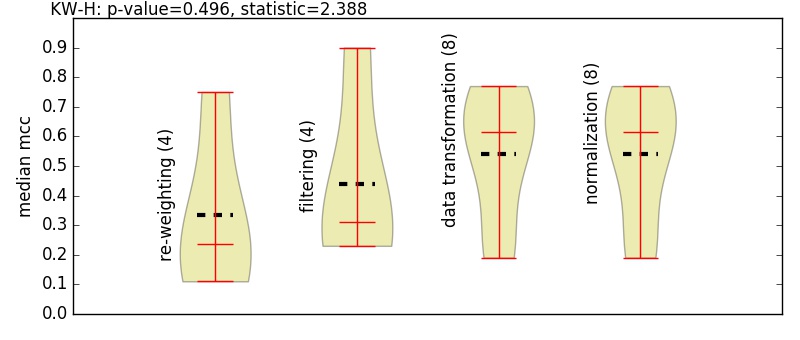 KW-H: p-value=0.496, statistic=2.388
median mcc
0.9
0.8
0.7
0.6
0.5
0.4
0.3
0.2
0.1
0.0
re-weighting (4)
filtering (4)
data transformation (8)
normalization (8)